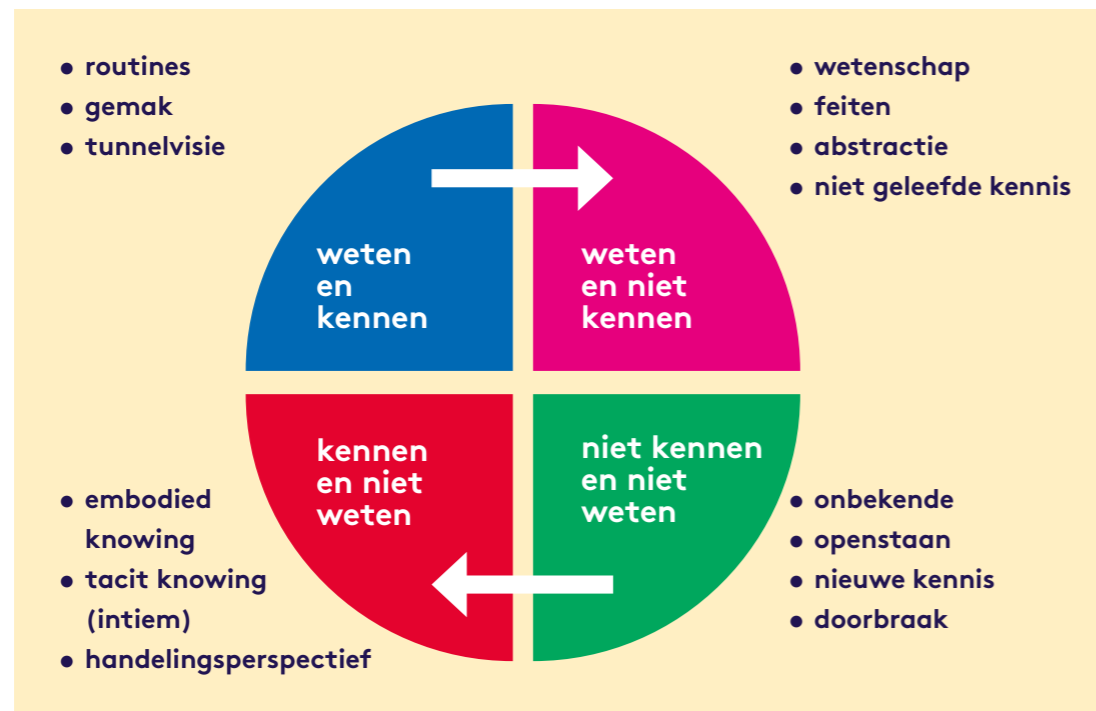 • routines
• gemak
• tunnelvisie
• wetenschap
• feiten
• abstractie
• niet geleefde kennis
weten
en
kennen
weten
en niet
kennen
kennen
en niet
weten
niet kennen
en niet
weten
• embodied
knowing
• tacit knowing
(intiem)
• handelingsperspectief
• onbekende
• openstaan
• nieuwe kennis
• doorbraak